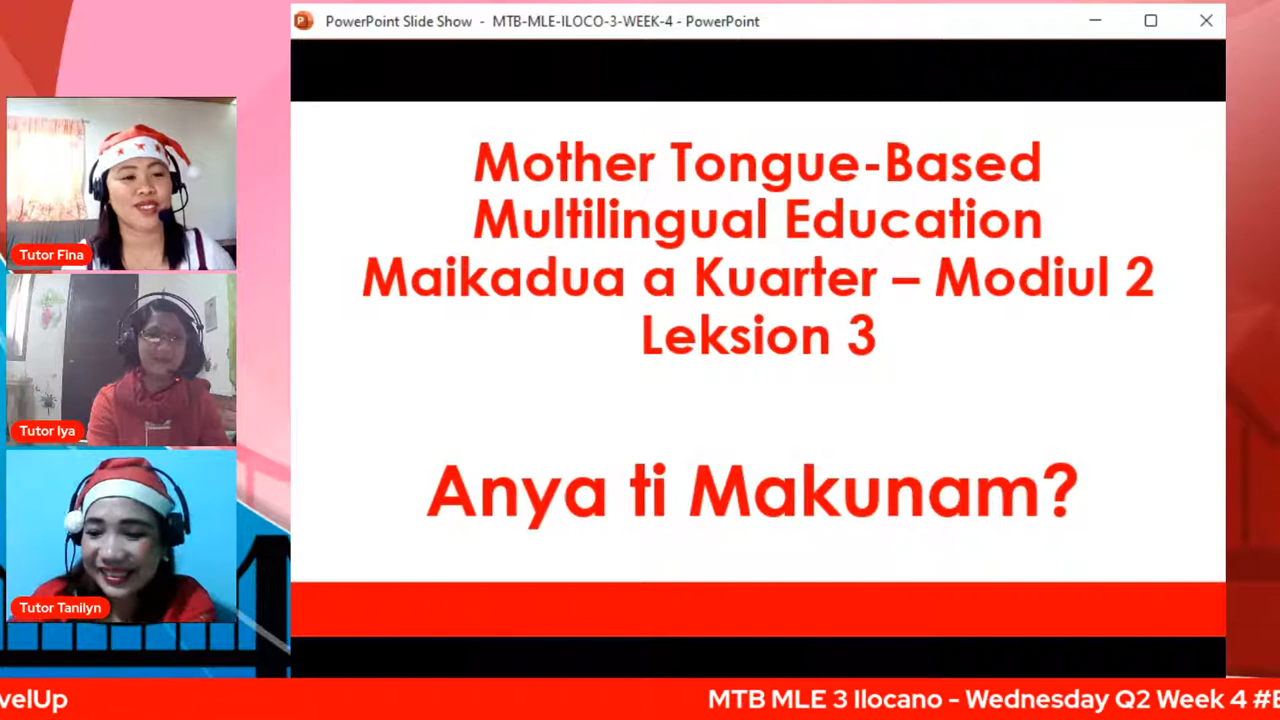 PowerPoint Slide Show - MTB-MLE-ILOCO-3-WEEK-4 - PowerPoint
Mother Tongue-Based
Multilingual Education
Maikadua a Kuarter – Modiul 2
Leksion 3
Anya ti Makunam?
Tutor Fina
Tutor Iya
Tutor Tanilyn
velUp
MTB MLE 3 Ilocano - Wednesday Q2 Week 4 #E